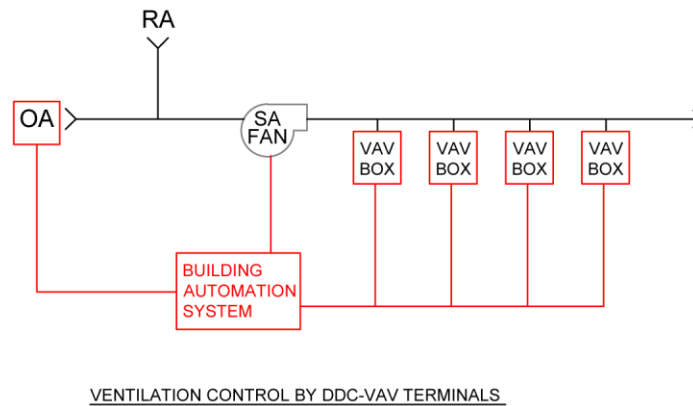 RA
OA
SA
FAN
VAV
BOX
VAV
BOX
VAV
BOX
VAV
BOX
BUILDING
AUTOMATION
SYSTEM
VENTILATION CONTROL BY DDC-VAV TERMINALS